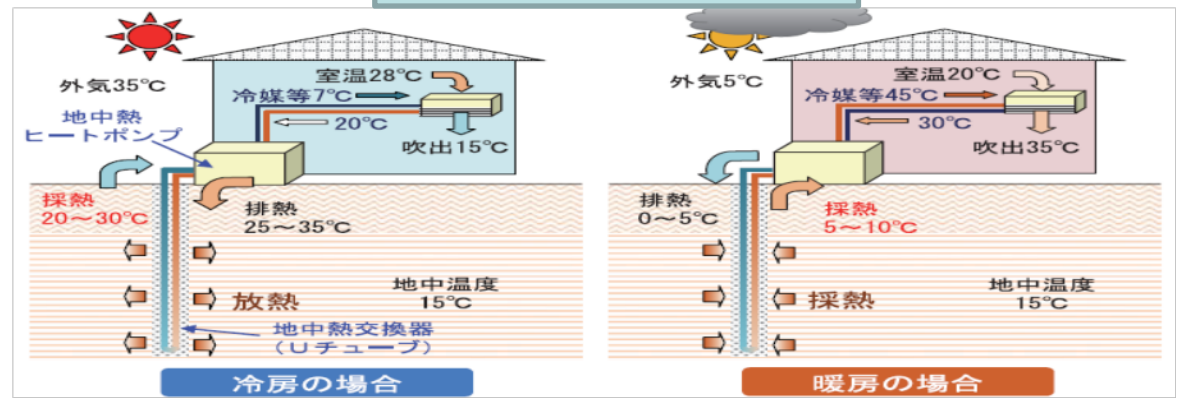 外気35℃
室温28℃
冷媒等7℃
20℃
吹出15℃
地中熱
ヒートポンプ
採熱
20～30℃
排熱
25～35℃
放熱
地中温度
15℃
地中熱交換器
(Uチューブ)
冷房の場合
外気5℃
室温20℃
冷媒等45℃
30℃
吹出35℃
排熱
0～5℃
採熱
5～10℃
採熱
地中温度
15℃
暖房の場合